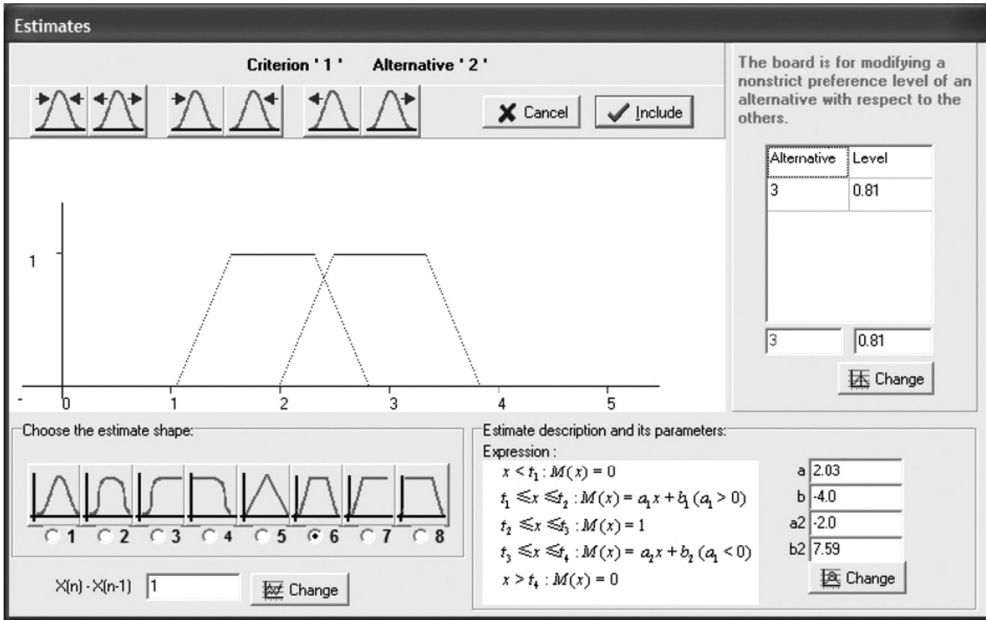 Estimates
Criterion ' 1 ' Alternative ' 2 '
Cancel
Include
The board is for modifying a
nonstrict preference level of an
alternative with respect to the
others.
Alternative Level
3 0.81
3 0.81
Change
1
- 0 1 2 3 4 5
Choose the estimate shape:
1 2 3 4 5 6 7 8
X(n) - X(n-1) 1 Change
Estimate description and its parameters:
Expression :
x < t₁ : M(x) = 0
t₁ ≤ x ≤ t₂ : M(x) = a₁x + b₁ (a₁ > 0)
t₂ ≤ x ≤ t₃ : M(x) = 1
t₃ ≤ x ≤ t₄ : M(x) = a₂x + b₂ (a₁ < 0)
x > t₄ : M(x) = 0
a 2.03
b -4.0
a2 -2.0
b2 7.59
Change